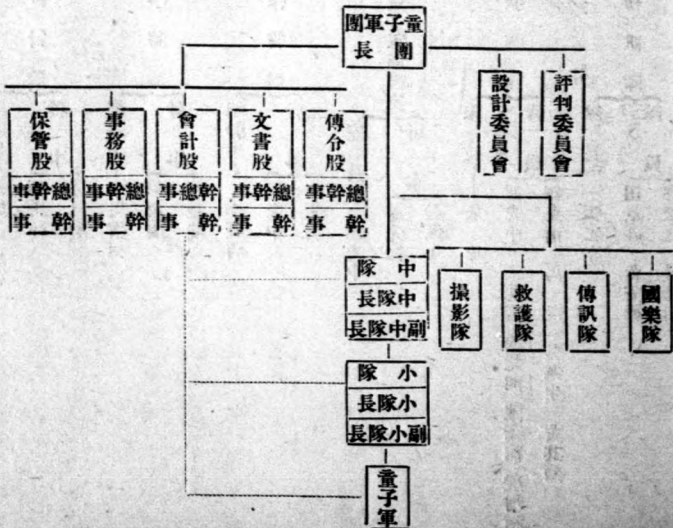 童子軍團
團長
評判委員會
設計委員會
傳令股
總幹事
幹事
文書股
總幹事
幹事
會計股
幹總事
幹事
事務股
總幹事
幹事
保管股
總幹事
幹事
國樂隊
傳訊隊
救護隊
攝影隊
中隊
中隊長
副中隊長
小隊
小隊長
副小隊長
童子軍